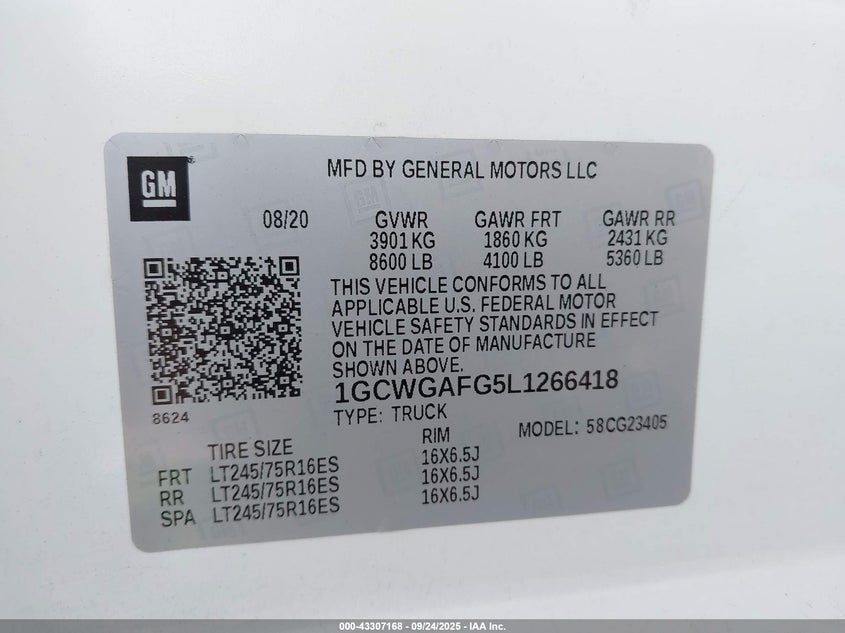 GM
MFD BY GENERAL MOTORS LLC
08/20 GVWR GAWR FRT GAWR RR
3901 KG 1860 KG 2431 KG
8600 LB 4100 LB 5360 LB
THIS VEHICLE CONFORMS TO ALL
APPLICABLE U.S. FEDERAL MOTOR
VEHICLE SAFETY STANDARDS IN EFFECT
ON THE DATE OF MANUFACTURE
SHOWN ABOVE.
1GCWGAFG5L1266418
8624
TYPE: TRUCK
MODEL: 58CG23405
TIRE SIZE RIM
FRT LT245/75R16ES 16X6.5J
RR LT245/75R16ES 16X6.5J
SPA LT245/75R16ES 16X6.5J
000-43307168 - 09/24/2025 - IAA Inc.